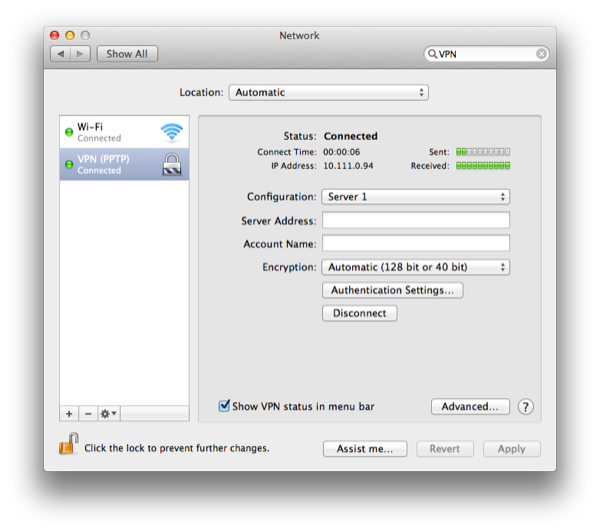 Network
Show All
VPN
Location: Automatic
Wi-Fi
Connected
VPN (PPTP)
Connected
Status: Connected
Connect Time: 00:00:06 Sent:
IP Address: 10.111.0.94 Received:
Configuration: Server 1
Server Address:
Account Name:
Encryption: Automatic (128 bit or 40 bit)
Authentication Settings...
Disconnect
Show VPN status in menu bar Advanced... ?
+ −
Click the lock to prevent further changes. Assist me... Revert Apply